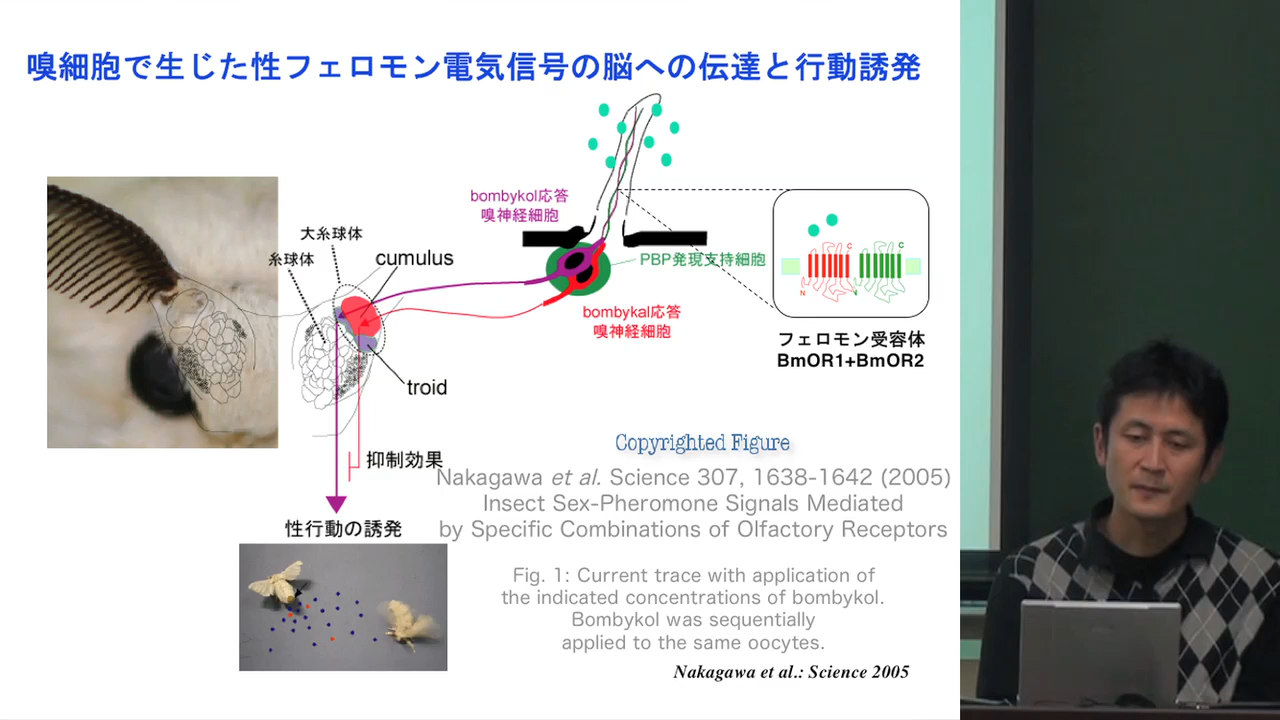 嗅細胞で生じた性フェロモン電気信号の脳への伝達と行動誘発
bombykol応答
嗅神経細胞
大糸球体
糸球体
cumulus
PBP発現支持細胞
bombykal応答
嗅神経細胞
C
C
N
N
フェロモン受容体
BmOR1+BmOR2
troid
抑制効果
性行動の誘発
Copyrighted Figure
Nakagawa et al. Science 307, 1638-1642 (2005)
Insect Sex-Pheromone Signals Mediated
by Specific Combinations of Olfactory Receptors
Fig. 1: Current trace with application of
the indicated concentrations of bombykol.
Bombykol was sequentially
applied to the same oocytes.
Nakagawa et al.: Science 2005